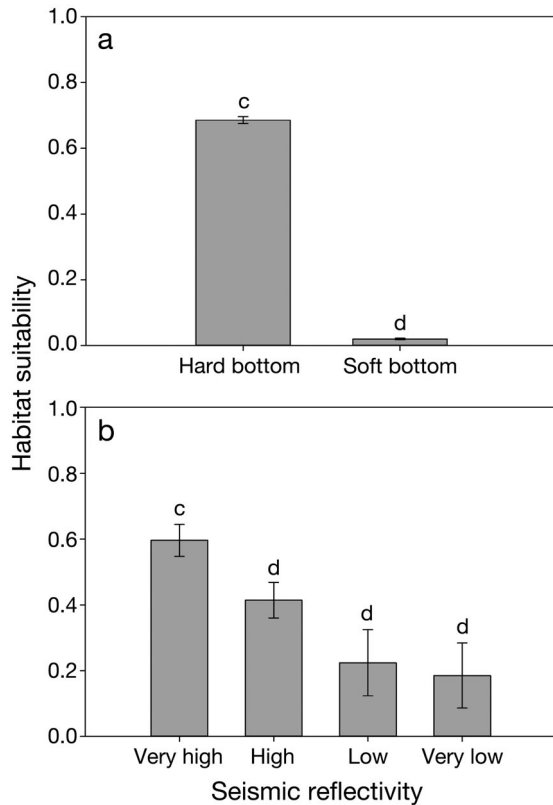 1.0
a
c
0.8
0.6
0.4
0.2
d
0.0
Hard bottom Soft bottom
Habitat suitability
1.0
b
0.8
c
0.6
d
0.4
d
d
0.2
0.0
Very high High Low Very low
Seismic reflectivity